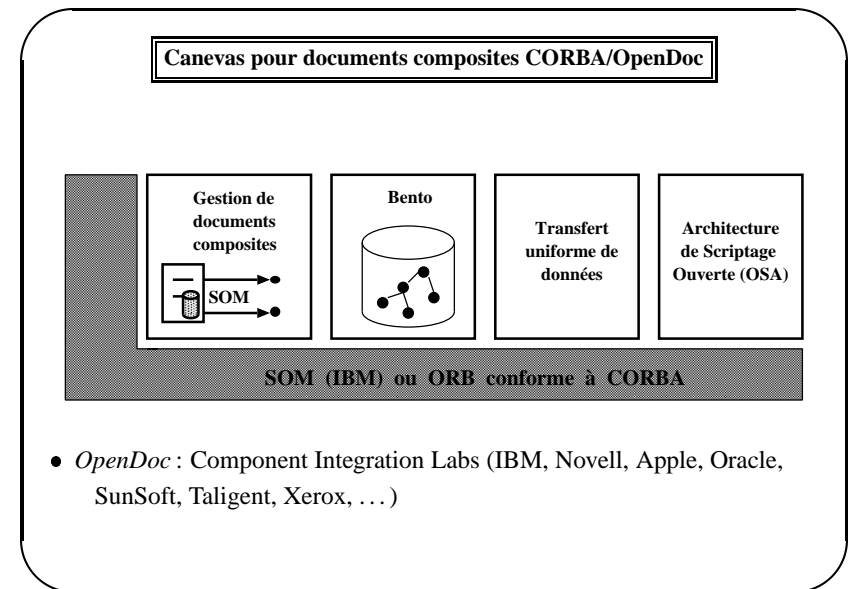 Canevas pour documents composites CORBA/OpenDoc
Gestion de
documents
composites
SOM
Bento
Transfert
uniforme de
données
Architecture
de Scriptage
Ouverte (OSA)
SOM (IBM) ou ORB conforme à CORBA
• OpenDoc : Component Integration Labs (IBM, Novell, Apple, Oracle,
SunSoft, Taligent, Xerox, ...)